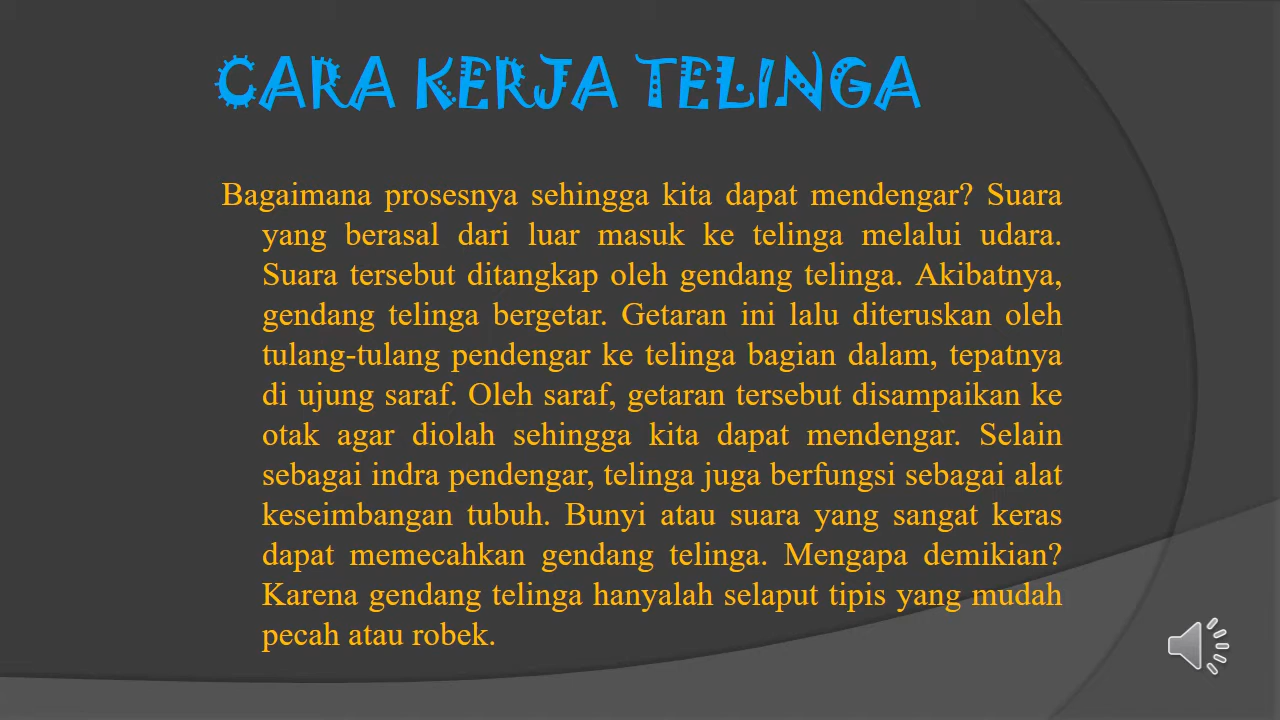 CARA KERJA TELINGA
Bagaimana prosesnya sehingga kita dapat mendengar? Suara
yang berasal dari luar masuk ke telinga melalui udara.
Suara tersebut ditangkap oleh gendang telinga. Akibatnya,
gendang telinga bergetar. Getaran ini lalu diteruskan oleh
tulang-tulang pendengar ke telinga bagian dalam, tepatnya
di ujung saraf. Oleh saraf, getaran tersebut disampaikan ke
otak agar diolah sehingga kita dapat mendengar. Selain
sebagai indra pendengar, telinga juga berfungsi sebagai alat
keseimbangan tubuh. Bunyi atau suara yang sangat keras
dapat memecahkan gendang telinga. Mengapa demikian?
Karena gendang telinga hanyalah selaput tipis yang mudah
pecah atau robek.